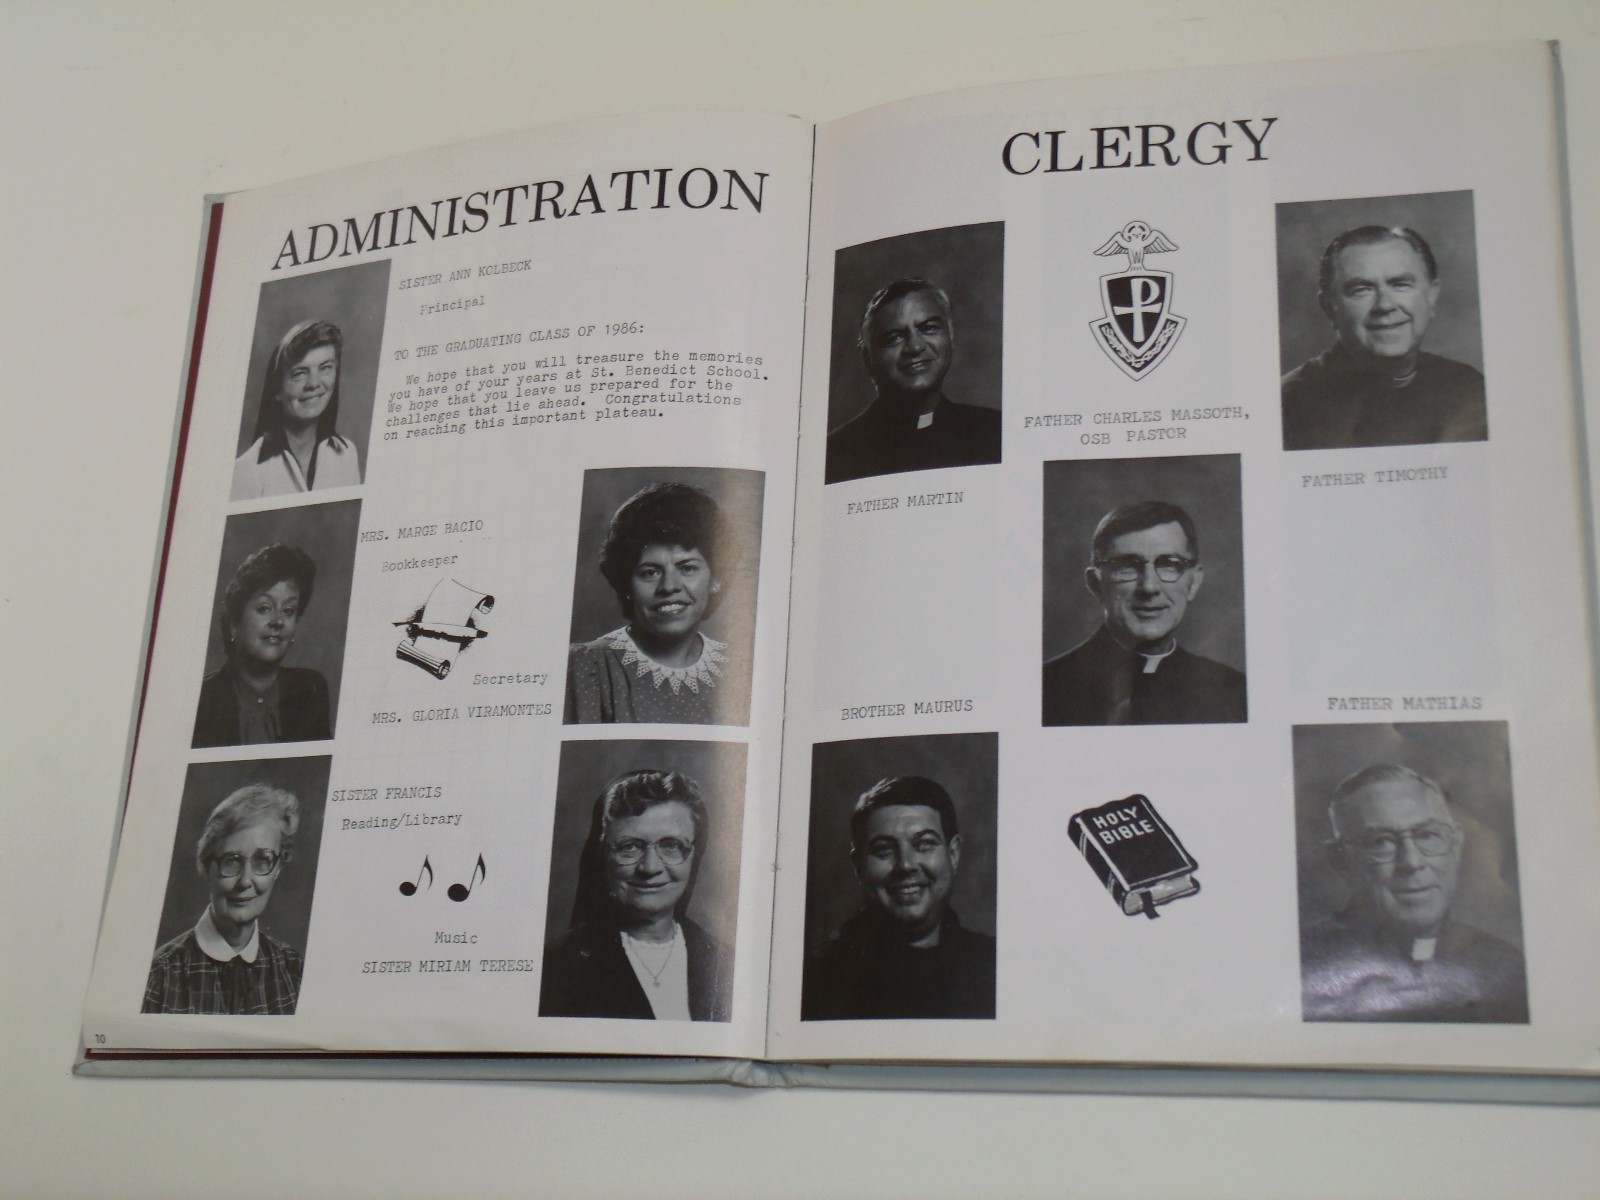 ADMINISTRATION
SISTER ANN KOLBECK
Principal
TO THE GRADUATING CLASS OF 1986:
We hope that you will treasure the memories
you have of your years at St. Benedict School.
We hope that you leave us prepared for the
challenges that lie ahead. Congratulations
on reaching this important plateau.
MRS. MARGE BACIO
Bookkeeper
Secretary
MRS. GLORIA VIRAMONTES
SISTER FRANCIS
Reading/Library
Music
SISTER MIRIAM TERESE
10
CLERGY
FATHER CHARLES MASSOTH,
OSB PASTOR
FATHER MARTIN
FATHER TIMOTHY
BROTHER MAURUS
FATHER MATHIAS
HOLY
BIBLE